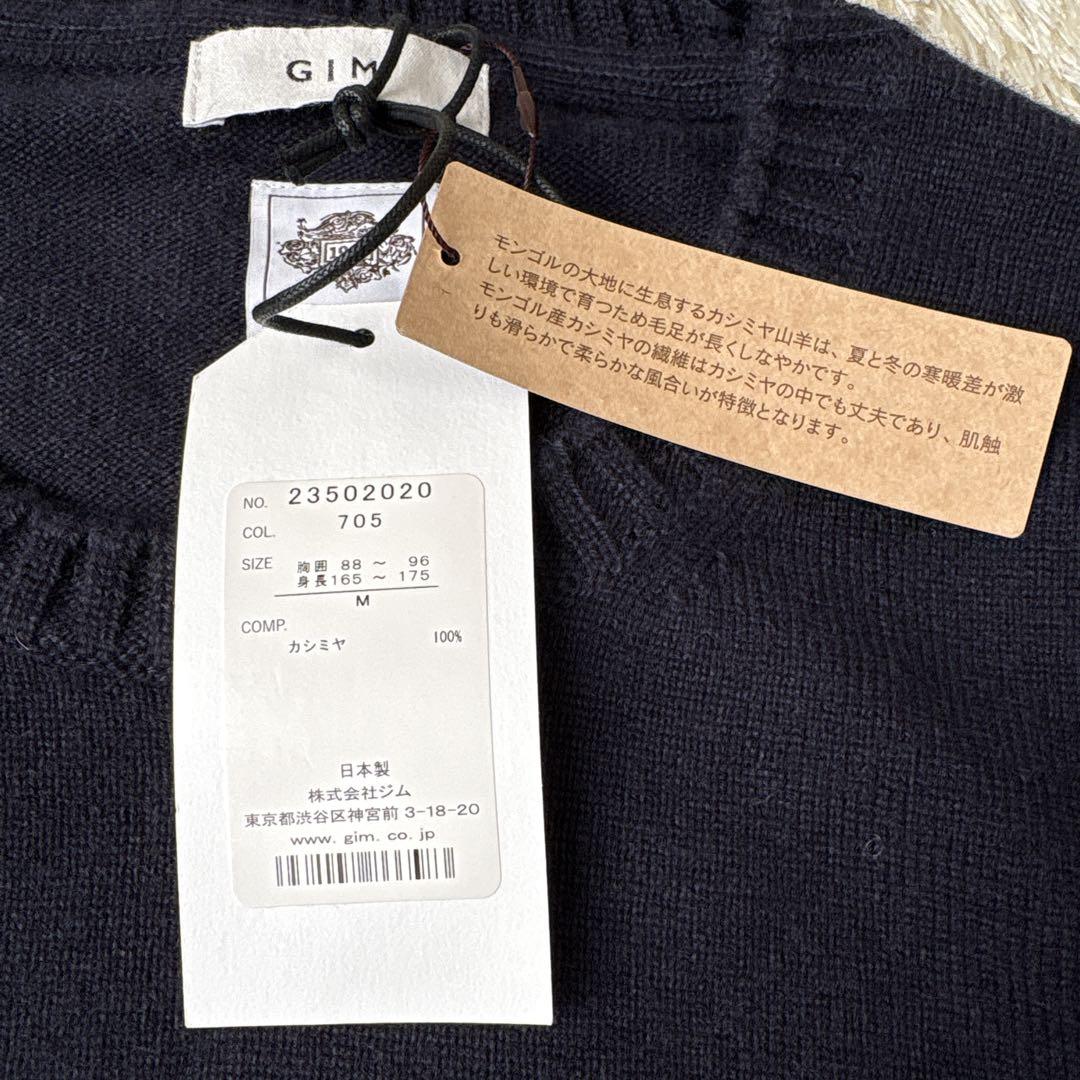 GIM
モンゴルの大地に生息するカシミヤ山羊は、夏と冬の寒暖差が激
しい環境で育つため毛足が長くしなやかです。
モンゴル産カシミヤの繊維はカシミヤの中でも丈夫であり、肌触
りも滑らかで柔らかな風合いが特徴となります。
NO. 23502020
COL. 705
SIZE 胸囲 88 ～ 96
身長 165 ～ 175
M
COMP.
カシミヤ 100%
日本製
株式会社ジム
東京都渋谷区神宮前 3-18-20
www. gim. co. jp